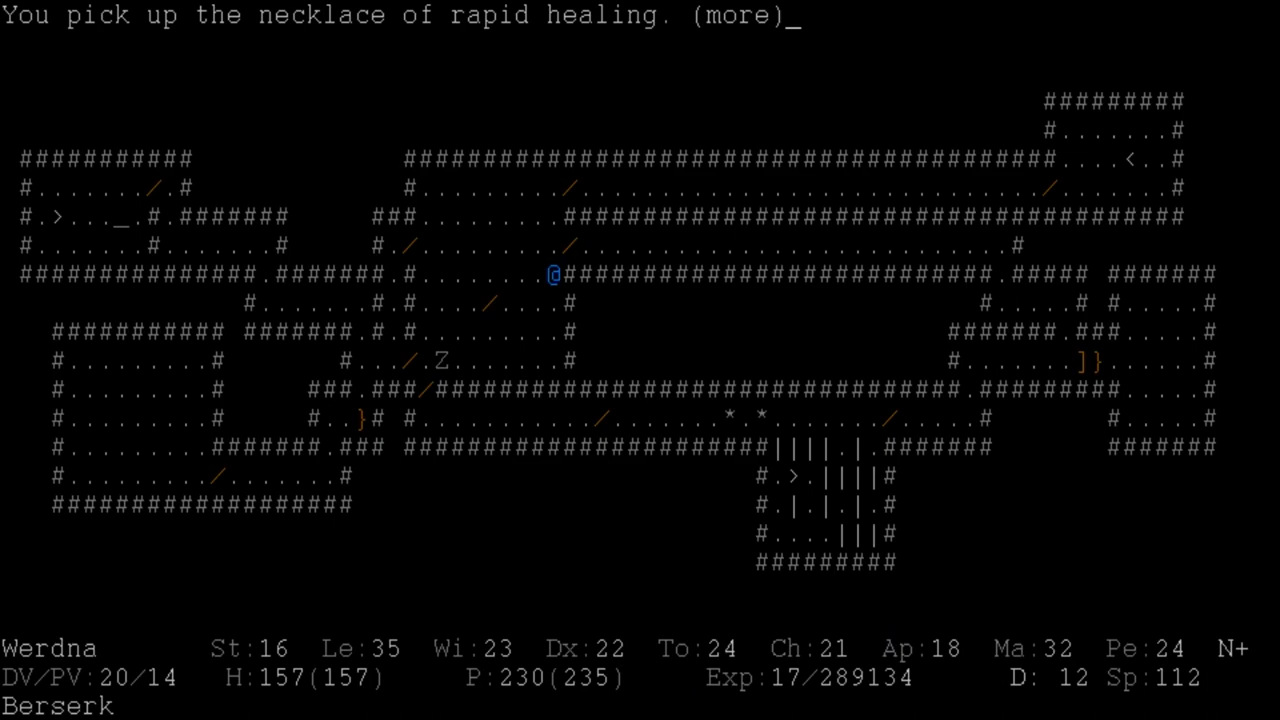 You pick up the necklace of rapid healing. (more)_
#########
#.......#
########### #########################################....<..#
#......./.# #........./............................./.......#
#.>..._.#.####### ###.........#######################################
#.......#.......# #./........./...........................#
###############.#######.#........@###########################.##### #######
#.......#.#..../....# #.....# #.....#
########### #######.#.#.........# #######.###.....#
#.........# #.../.Z.......# #.......]}.......#
#.........# ###.###/#################################.#########.....#
#.........# #..}# #.........../.......*.*......./.....# #.....#
#.........#######.### #######################||||.|.####### #######
#........./.......# #.>.||||#
################### #.|.|.|.#
#....|||#
#########
Werdna St:16 Le:35 Wi:23 Dx:22 To:24 Ch:21 Ap:18 Ma:32 Pe:24 N+
DV/PV:20/14 H:157(157) P:230(235) Exp:17/289134 D: 12 Sp:112
Berserk